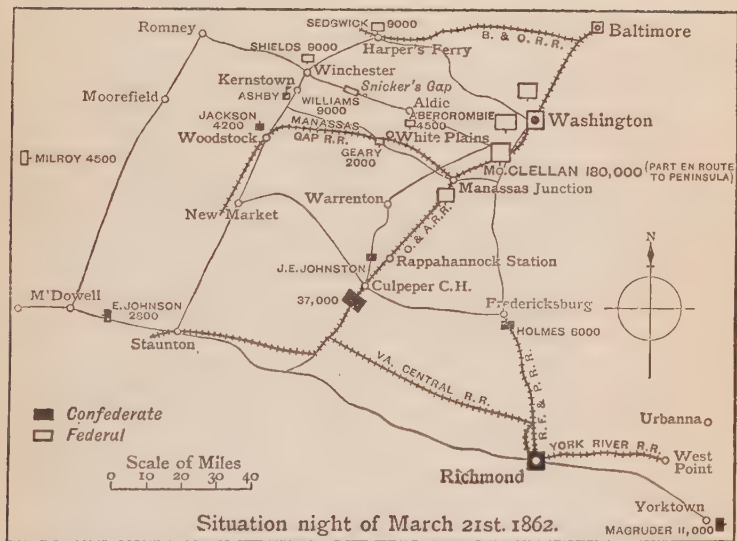 SEDGWICK 9000
Romney
Baltimore
B. & O. R.R.
Harper's Ferry
SHIELDS 9000
Winchester
Kernstown
Snicker's Gap
ASHBY
Moorefield
WILLIAMS
9000
Aldie
ABERCROMBIE
4500
Washington
JACKSON
4200
MANASSAS
GAP R.R.
White Plains
Woodstock
GEARY
2000
MILROY 4500
McCLELLAN 180,000 (PART EN ROUTE
TO PENINSULA)
Manassas Junction
Warrenton
New Market
O. & A. R.R.
N
J.E. JOHNSTON
Rappahannock Station
Culpeper C.H.
37,000
M'Dowell
E. JOHNSON
2800
Fredericksburg
HOLMES 6000
Staunton
VA. CENTRAL R.R.
R.F. & P. R.R.
Confederate
Federal
Urbanna
YORK RIVER R.R.
West
Point
Scale of Miles
0 10 20 30 40
Richmond
Yorktown
MAGRUDER 11,000
Situation night of March 21st. 1862.